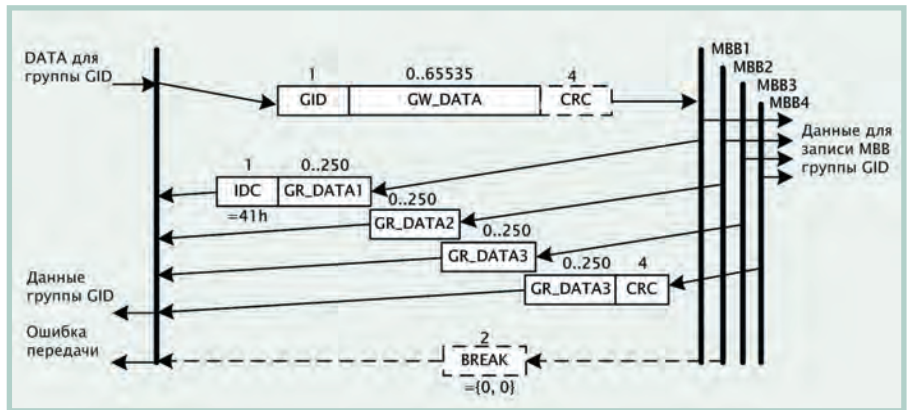 DATA для
группы GID
1
0..65535
4
GID
GW_DATA
CRC
MBB1
MBB2
MBB3
MBB4
Данные для
записи MBB
группы GID
1
0..250
IDC
GR_DATA1
=41h
0..250
GR_DATA2
0..250
GR_DATA3
0..250
4
GR_DATA3
CRC
Данные
группы GID
Ошибка
передачи
2
BREAK
={0, 0}